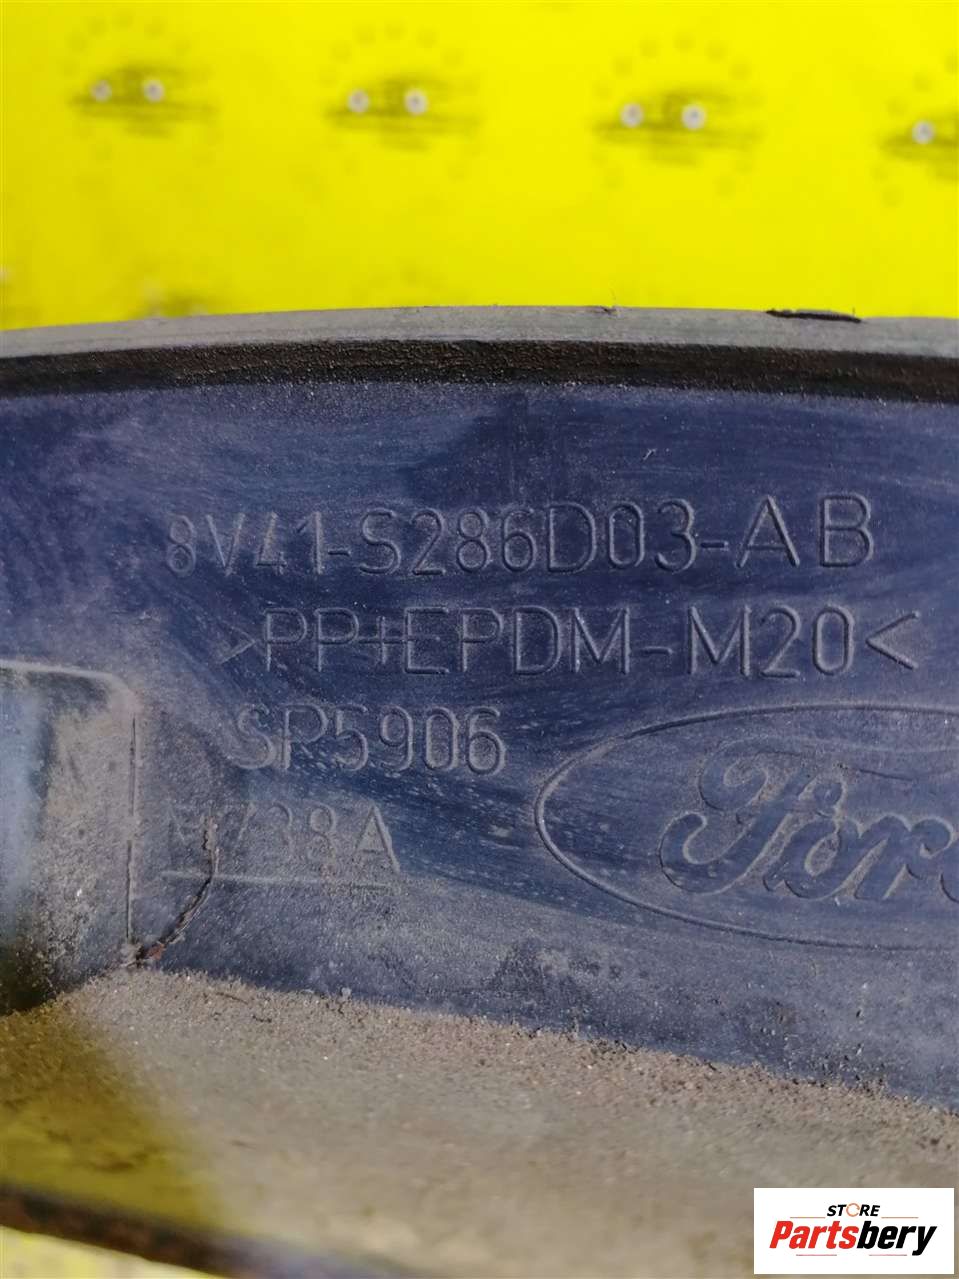 8V41-S286D03-AB
>PP+EPDM-M20<
SP5906
Ford
STORE
Partsbery